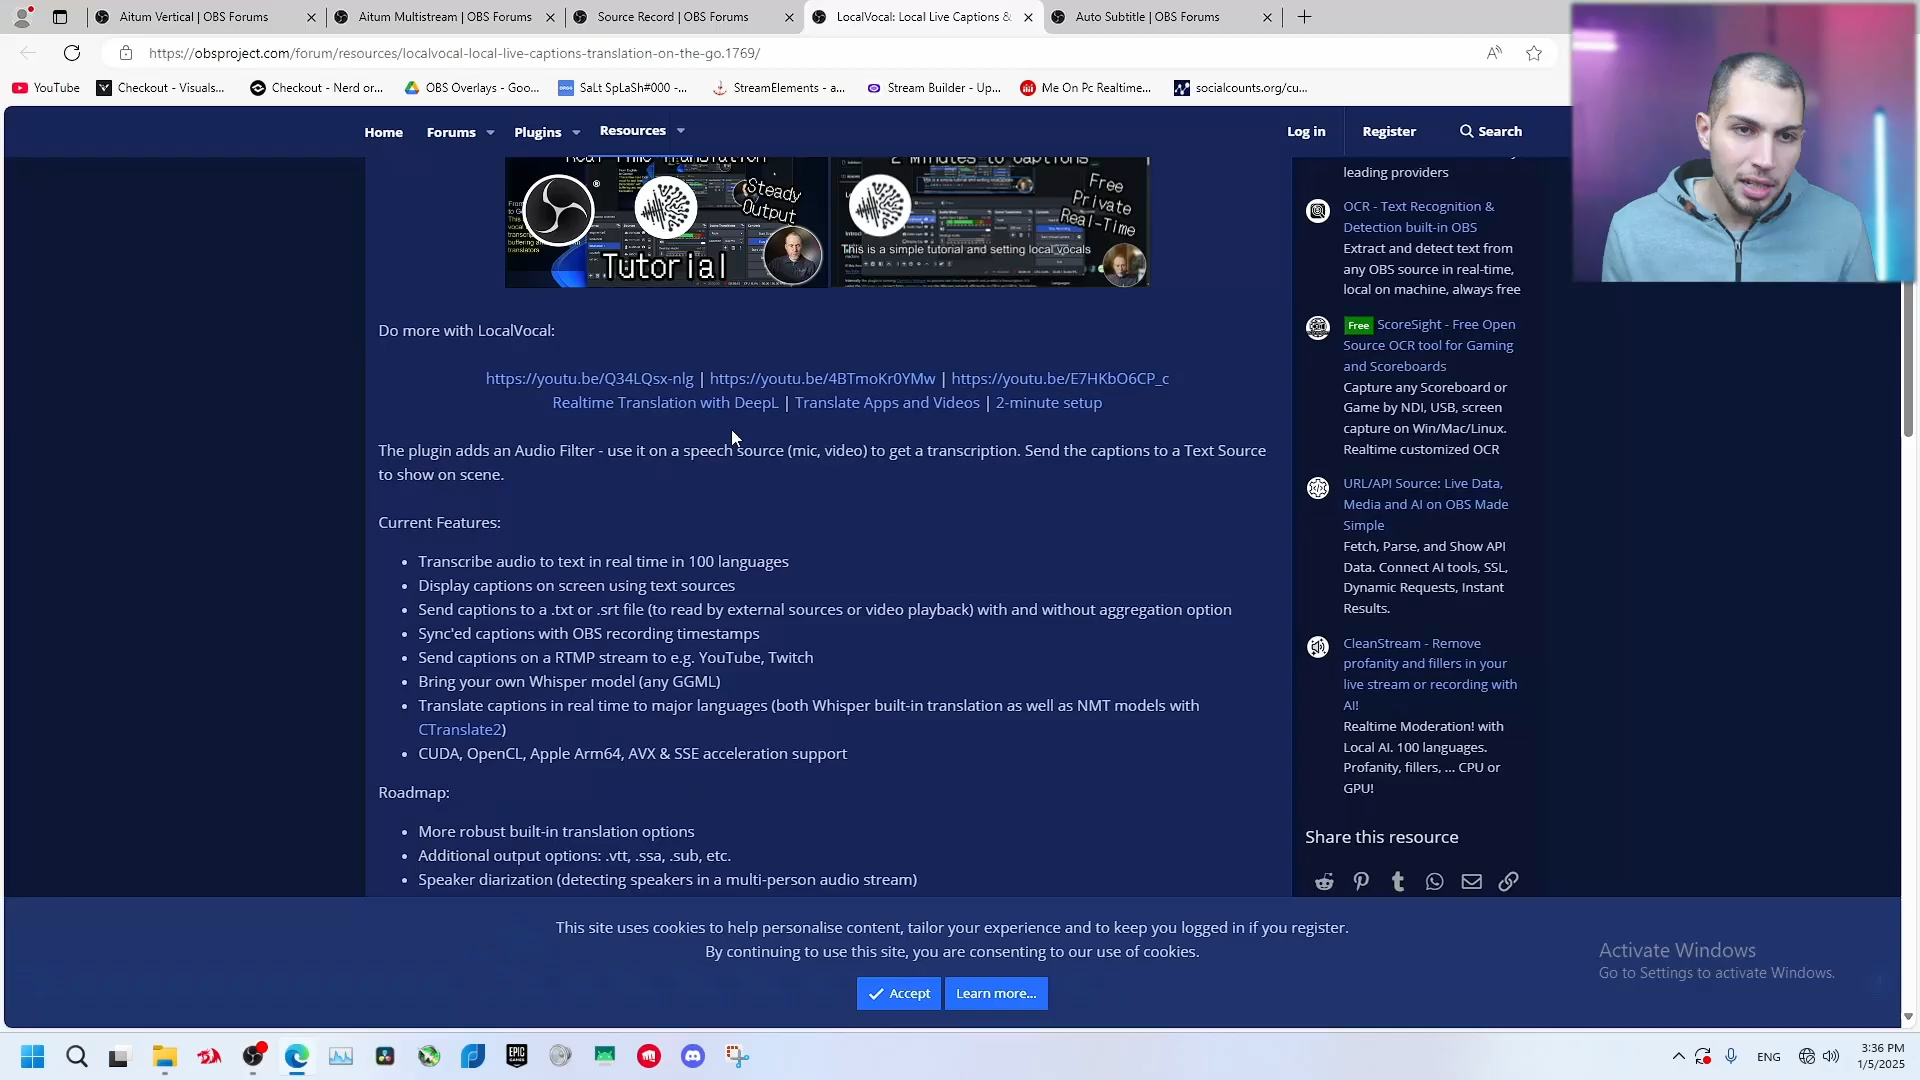 Aitum Vertical | OBS Forums
Aitum Multistream | OBS Forums
Source Record | OBS Forums
LocalVocal: Local Live Captions &
Auto Subtitle | OBS Forums
https://obsproject.com/forum/resources/localvocal-local-live-captions-translation-on-the-go.1769/
YouTube
Checkout - Visuals...
Checkout - Nerd or...
OBS Overlays - Goo...
SaLt SpLaSh#000 -...
StreamElements - a...
Stream Builder - Up...
Me On Pc Realtime...
socialcounts.org/cu...
Home
Forums
Plugins
Resources
Log in
Register
Search
Real Time Translation
Steady
Output
Tutorial
2 Minutes to Captions
Free
Private
Real-Time
This is a simple tutorial and setting local vocals
Do more with LocalVocal:
https://youtu.be/Q34LQsx-nlg | https://youtu.be/4BTmoKr0YMw | https://youtu.be/E7HKbO6CP_c
Realtime Translation with DeepL | Translate Apps and Videos | 2-minute setup
The plugin adds an Audio Filter - use it on a speech source (mic, video) to get a transcription. Send the captions to a Text Source
to show on scene.
Current Features:
• Transcribe audio to text in real time in 100 languages
• Display captions on screen using text sources
• Send captions to a .txt or .srt file (to read by external sources or video playback) with and without aggregation option
• Sync'ed captions with OBS recording timestamps
• Send captions on a RTMP stream to e.g. YouTube, Twitch
• Bring your own Whisper model (any GGML)
• Translate captions in real time to major languages (both Whisper built-in translation as well as NMT models with
CTranslate2)
• CUDA, OpenCL, Apple Arm64, AVX & SSE acceleration support
Roadmap:
• More robust built-in translation options
• Additional output options: .vtt, .ssa, .sub, etc.
• Speaker diarization (detecting speakers in a multi-person audio stream)
leading providers
OCR - Text Recognition &
Detection built-in OBS
Extract and detect text from
any OBS source in real-time,
local on machine, always free
Free ScoreSight - Free Open
Source OCR tool for Gaming
and Scoreboards
Capture any Scoreboard or
Game by NDI, USB, screen
capture on Win/Mac/Linux.
Realtime customized OCR
URL/API Source: Live Data,
Media and AI on OBS Made
Simple
Fetch, Parse, and Show API
Data. Connect AI tools, SSL,
Dynamic Requests, Instant
Results.
CleanStream - Remove
profanity and fillers in your
live stream or recording with
AI!
Realtime Moderation! with
Local AI. 100 languages.
Profanity, fillers, ... CPU or
GPU!
Share this resource
This site uses cookies to help personalise content, tailor your experience and to keep you logged in if you register.
By continuing to use this site, you are consenting to our use of cookies.
Accept
Learn more...
Activate Windows
Go to Settings to activate Windows.
EPIC
GAMES
ENG
3:36 PM
1/5/2025